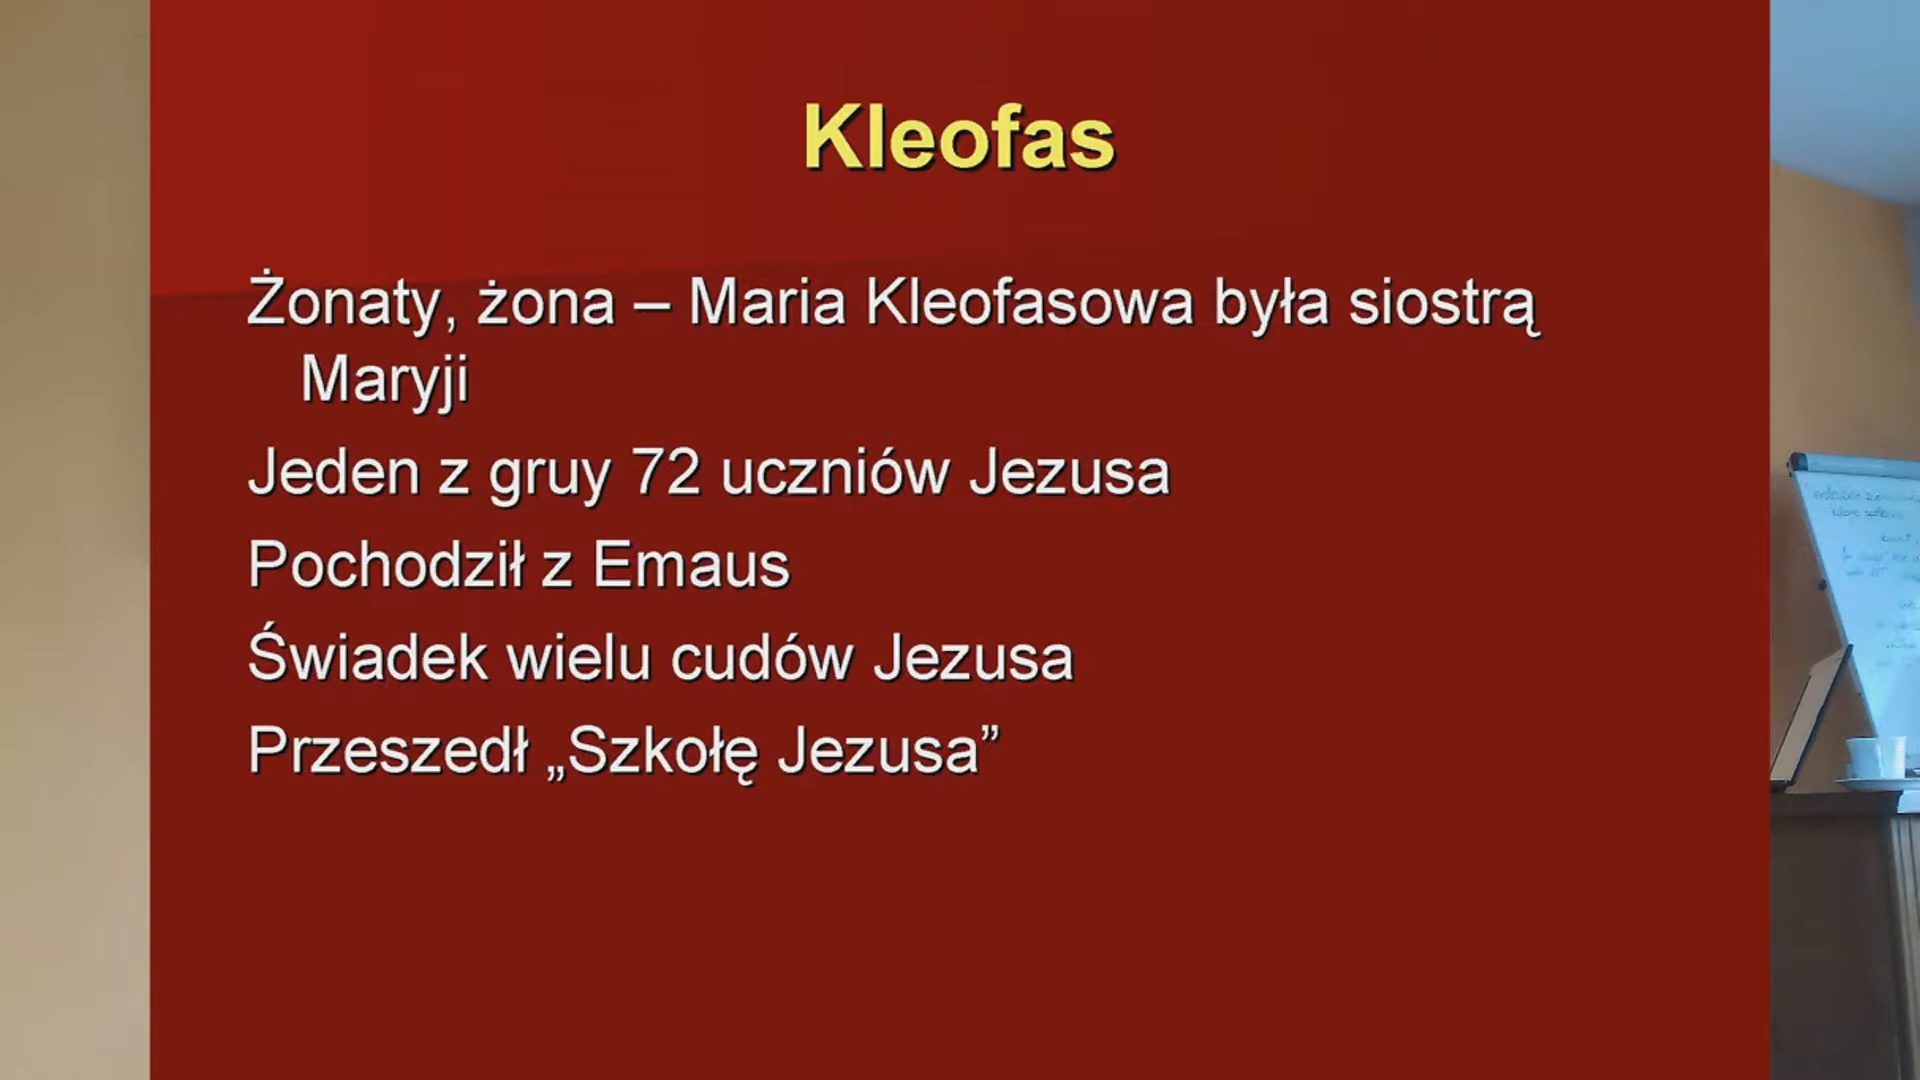 Kleofas
Żonaty, żona – Maria Kleofasowa była siostrą
Maryji
Jeden z gruy 72 uczniów Jezusa
Pochodził z Emaus
Świadek wielu cudów Jezusa
Przeszedł „Szkołę Jezusa”